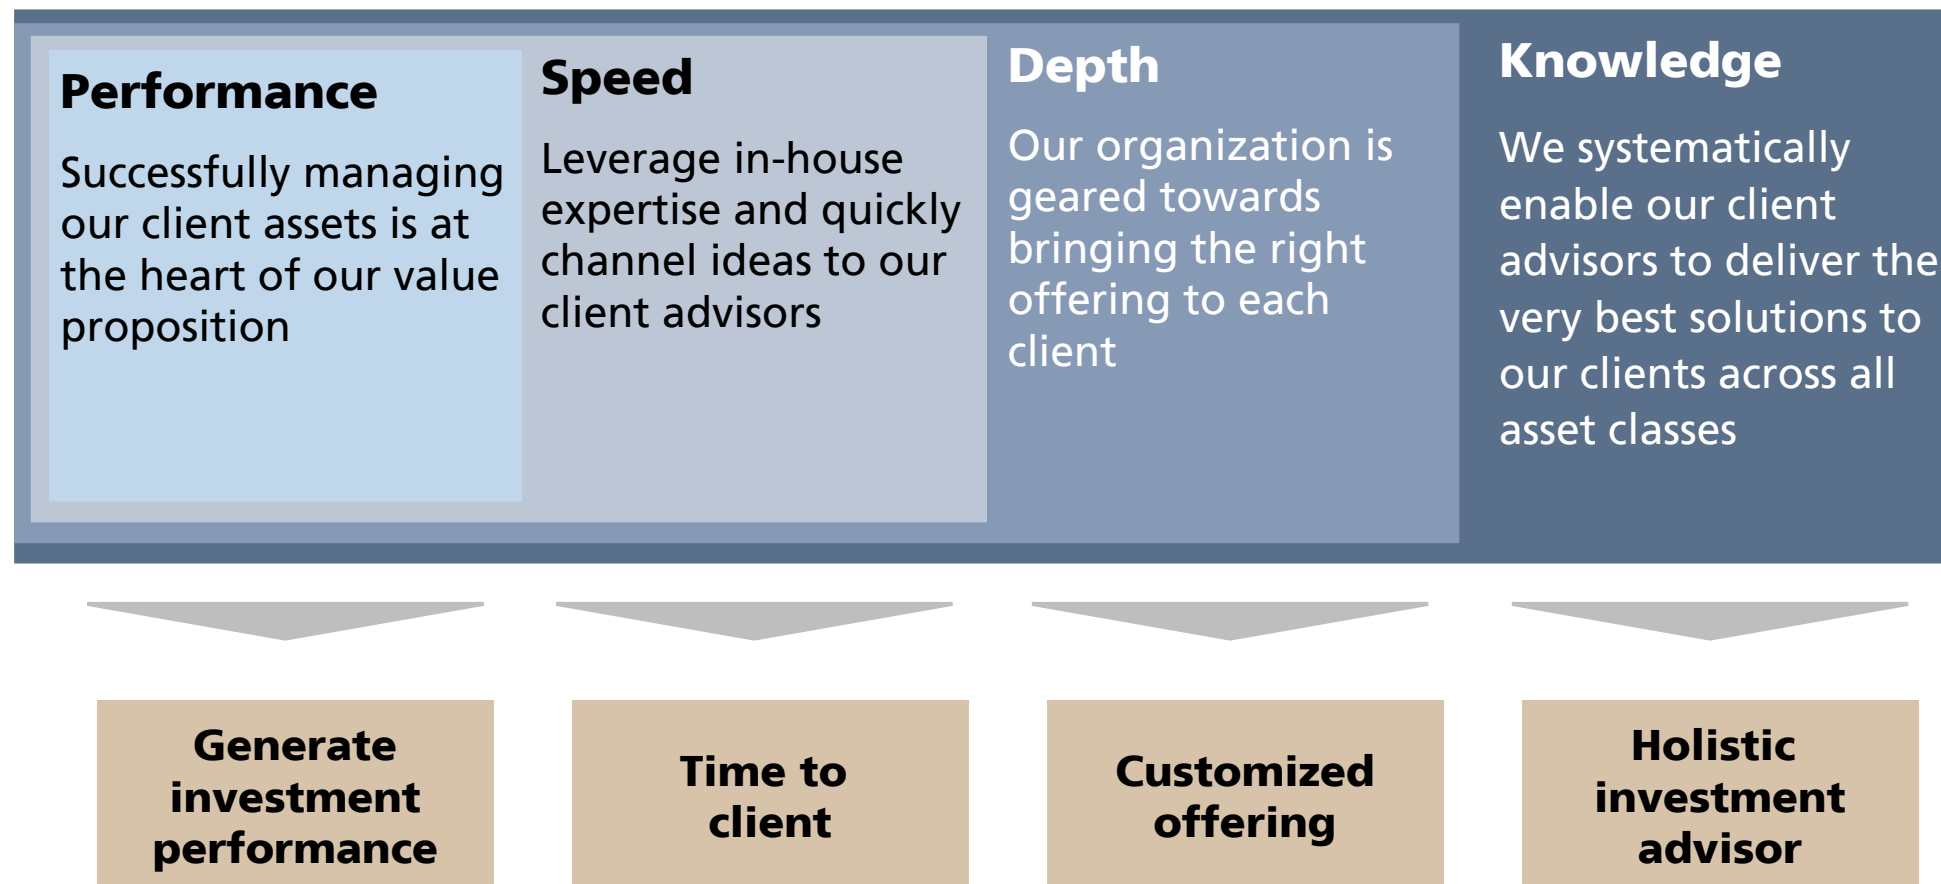 Performance
Successfully managing
our client assets is at
the heart of our value
proposition
Speed
Leverage in-house
expertise and quickly
channel ideas to our
client advisors
Depth
Our organization is
geared towards
bringing the right
offering to each
client
Knowledge
We systematically
enable our client
advisors to deliver the
very best solutions to
our clients across all
asset classes
Generate
investment
performance
Time to
client
Customized
offering
Holistic
investment
advisor